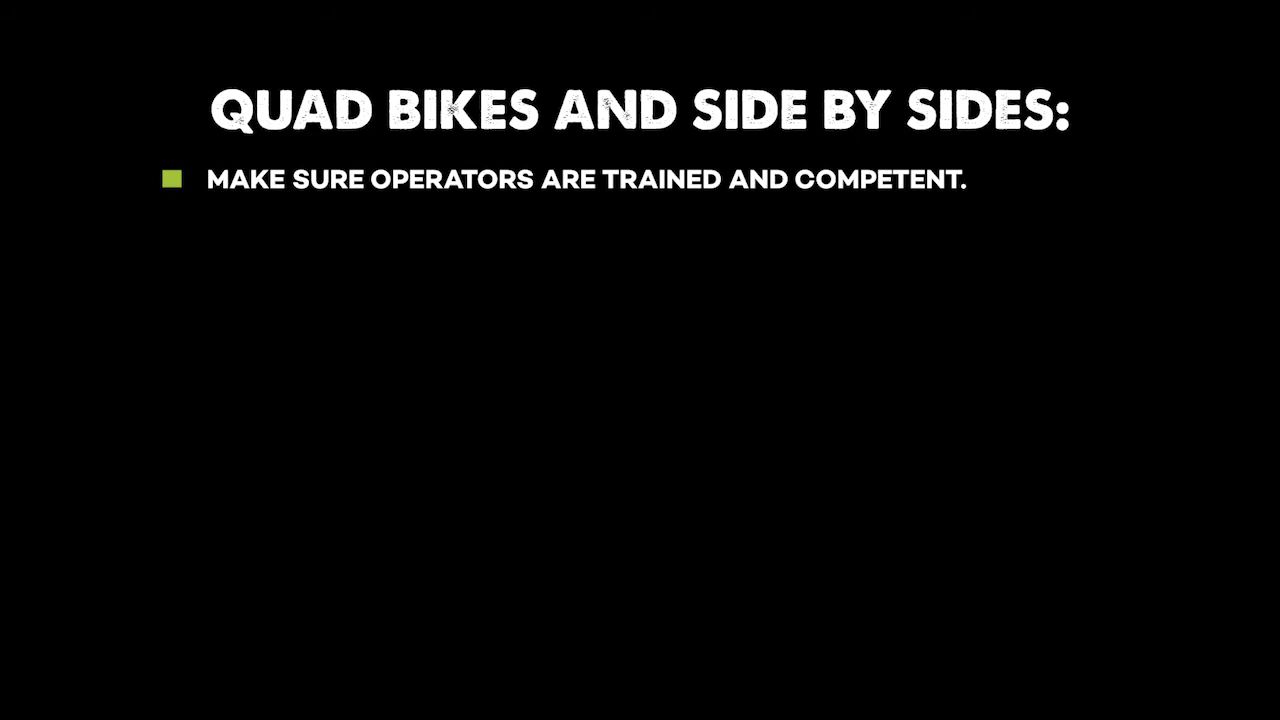 QUAD BIKES AND SIDE BY SIDES:
MAKE SURE OPERATORS ARE TRAINED AND COMPETENT.